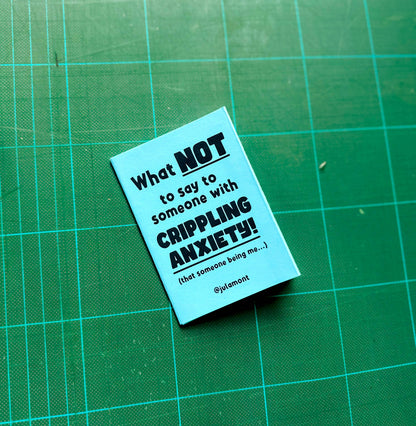 What NOT
to say to
someone with
CRIPPLING
ANXIETY!
(that someone being me...)
@julamont